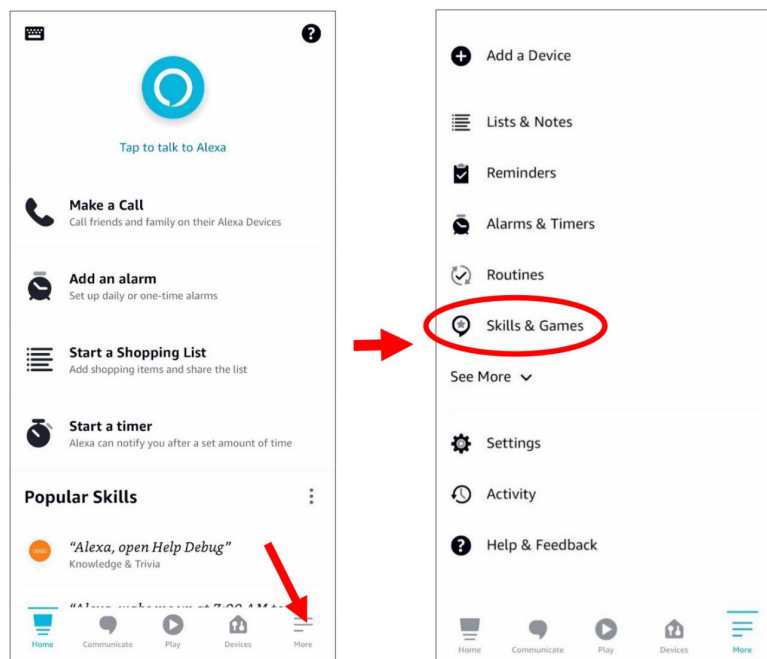 Tap to talk to Alexa
Make a Call
Call friends and family on their Alexa Devices
Add an alarm
Set up daily or one-time alarms
Start a Shopping List
Add shopping items and share the list
Start a timer
Alexa can notify you after a set amount of time
Popular Skills
“Alexa, open Help Debug”
Knowledge & Trivia
Home Communicate Play Devices More
Add a Device
Lists & Notes
Reminders
Alarms & Timers
Routines
Skills & Games
See More
Settings
Activity
Help & Feedback
Home Communicate Play Devices More